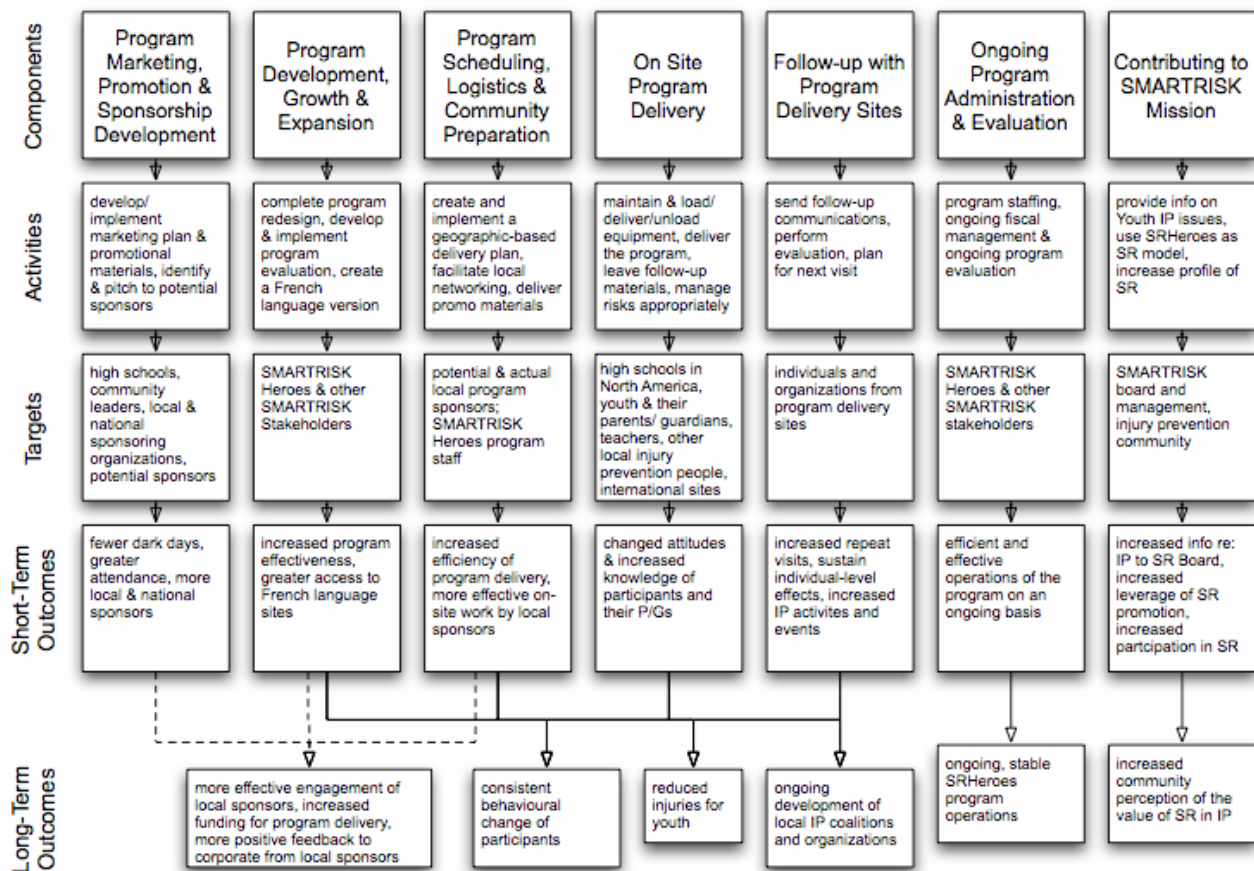 Components
Program
Marketing,
Promotion &
Sponsorship
Development
Program
Development,
Growth &
Expansion
Program
Scheduling,
Logistics &
Community
Preparation
On Site
Program
Delivery
Follow-up with
Program
Delivery Sites
Ongoing
Program
Administration
& Evaluation
Contributing to
SMARTRISK
Mission
Activities
develop/
implement
marketing plan &
promotional
materials, identify
& pitch to potential
sponsors
complete program
redesign, develop
& implement
program
evaluation, create
a French
language version
create and
implement a
geographic-based
delivery plan,
facilitate local
networking, deliver
promo materials
maintain & load/
deliver/unload
equipment, deliver
the program,
leave follow-up
materials, manage
risks appropriately
send follow-up
communications,
perform
evaluation, plan
for next visit
program staffing,
ongoing fiscal
management &
ongoing program
evaluation
provide info on
Youth IP issues,
use SRHeroes as
SR model,
increase profile of
SR
Targets
high schools,
community
leaders, local &
national
sponsoring
organizations,
potential sponsors
SMARTRISK
Heroes & other
SMARTRISK
Stakeholders
potential & actual
local program
sponsors;
SMARTRISK
Heroes program
staff
high schools in
North America,
youth & their
parents/ guardians,
teachers, other
local injury
prevention people,
international sites
individuals and
organizations from
program delivery
sites
SMARTRISK
Heroes & other
SMARTRISK
stakeholders
SMARTRISK
board and
management,
injury prevention
community
Short-Term
Outcomes
fewer dark days,
greater
attendance, more
local & national
sponsors
increased program
effectiveness,
greater access to
French language
sites
increased
efficiency of
program delivery,
more effective on-
site work by local
sponsors
changed attitudes
& increased
knowledge of
participants and
their P/Gs
increased repeat
visits, sustain
individual-level
effects, increased
IP activites and
events
efficient and
effective
operations of the
program on an
ongoing basis
increased info re:
IP to SR Board,
increased
leverage of SR
promotion,
increased
partcipation in SR
Long-Term
Outcomes
more effective engagement of
local sponsors, increased
funding for program delivery,
more positive feedback to
corporate from local sponsors
consistent
behavioural
change of
participants
reduced
injuries for
youth
ongoing
development of
local IP coalitions
and organizations
ongoing, stable
SRHeroes
program
operations
increased
community
perception of the
value of SR in IP